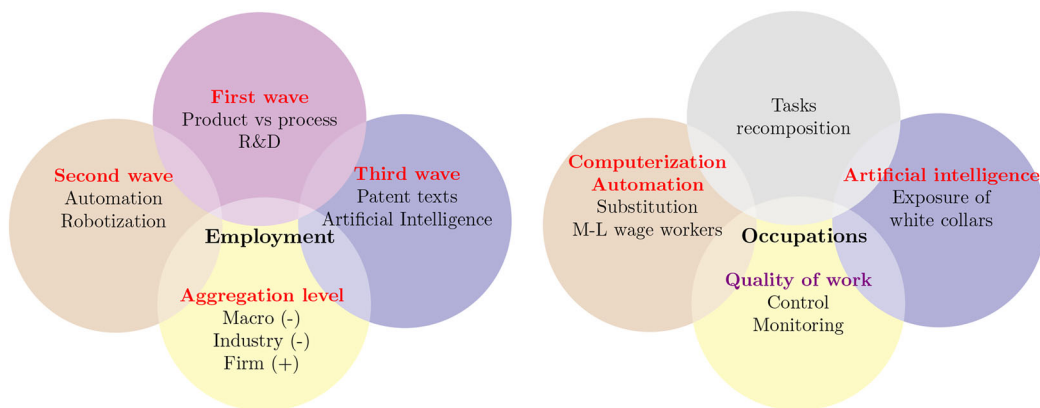 First wave
Product vs process
R&D
Second wave
Automation
Robotization
Third wave
Patent texts
Artificial Intelligence
Employment
Aggregation level
Macro (-)
Industry (-)
Firm (+)
Tasks
recomposition
Computerization
Automation
Substitution
M-L wage workers
Artificial intelligence
Exposure of
white collars
Occupations
Quality of work
Control
Monitoring